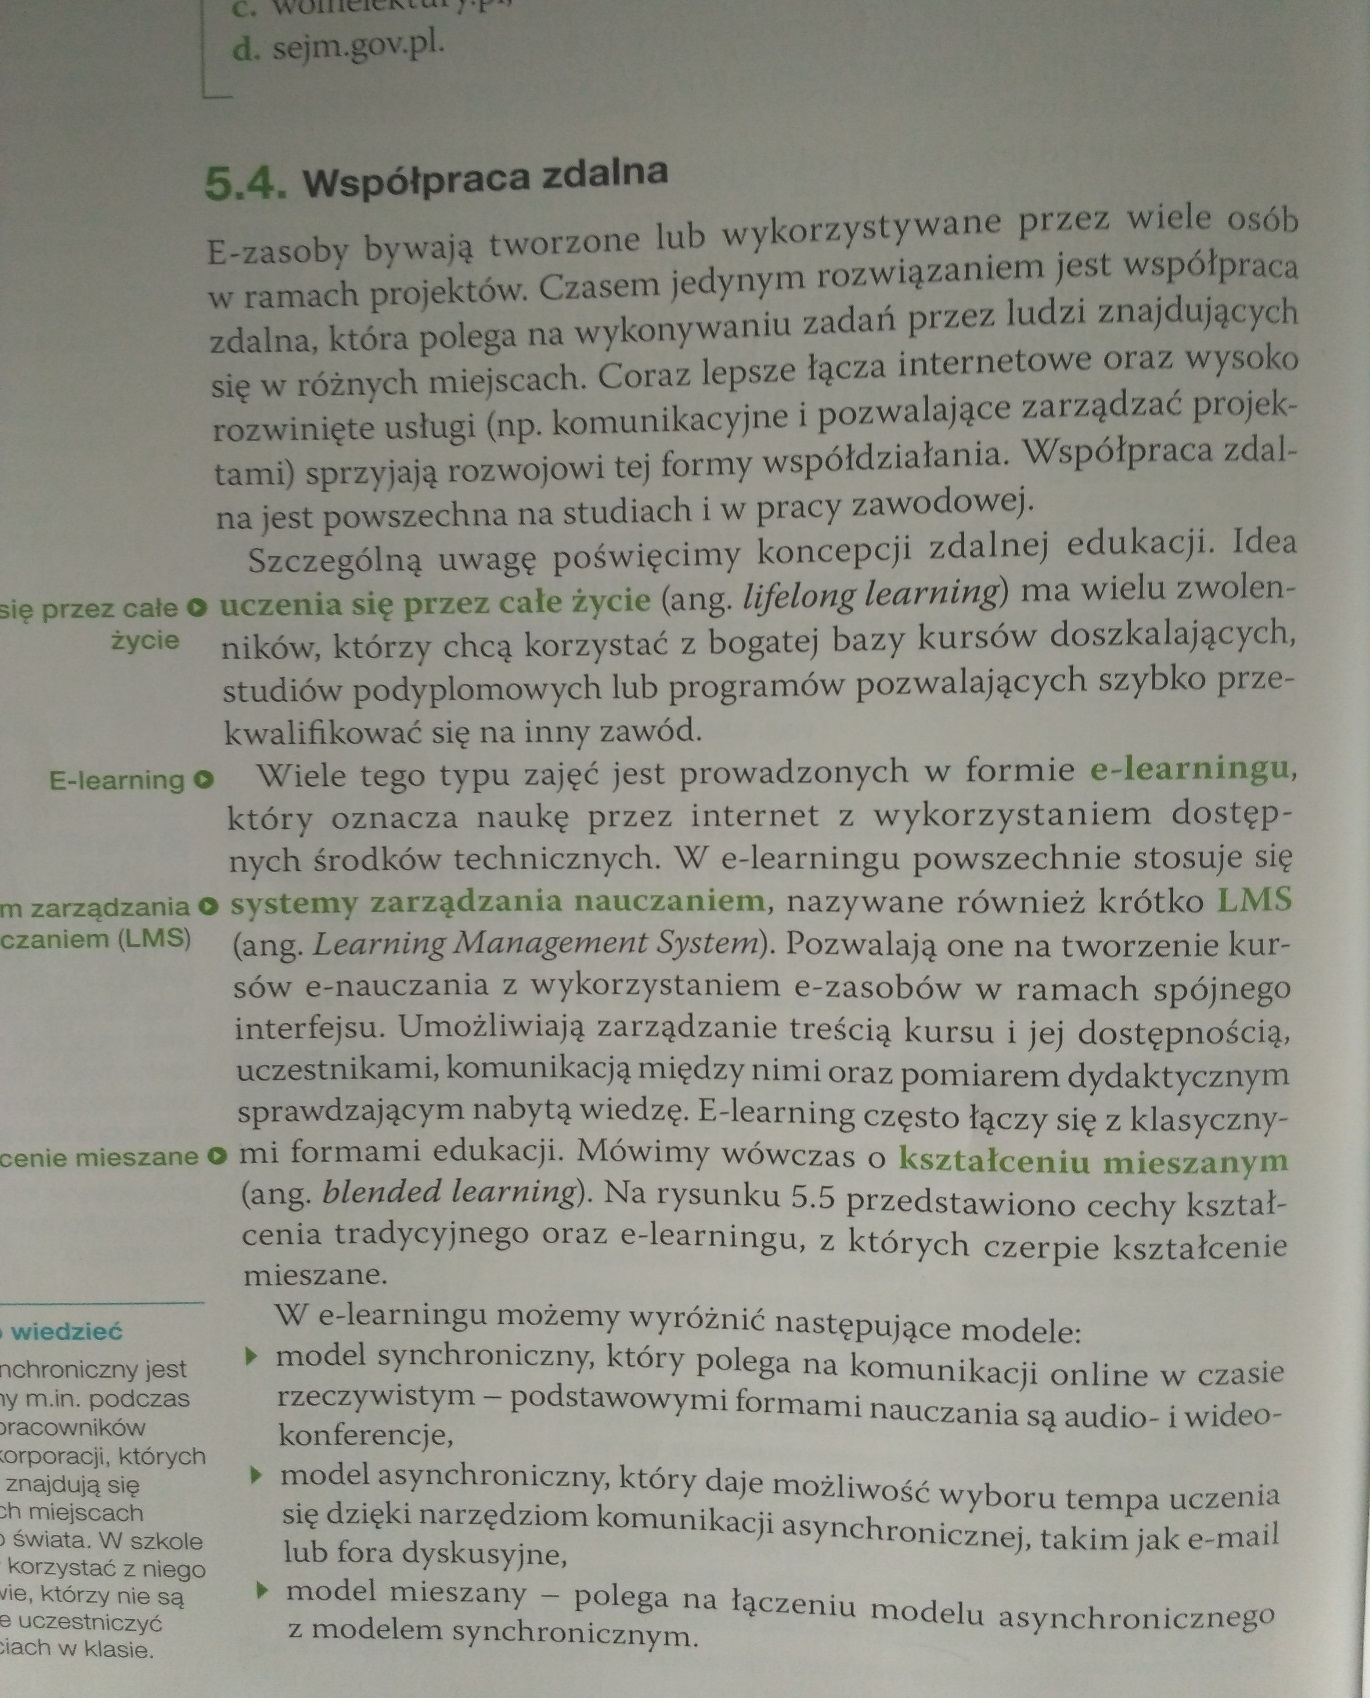 c.
d. sejm.gov.pl.
5.4. Współpraca zdalna
E-zasoby bywają tworzone lub wykorzystywane przez wiele osób
w ramach projektów. Czasem jedynym rozwiązaniem jest współpraca
zdalna, która polega na wykonywaniu zadań przez ludzi znajdujących
się w różnych miejscach. Coraz lepsze łącza internetowe oraz wysoko
rozwinięte usługi (np. komunikacyjne i pozwalające zarządzać projek-
tami) sprzyjają rozwojowi tej formy współdziałania. Współpraca zdal-
na jest powszechna na studiach i w pracy zawodowej.
Szczególną uwagę poświęcimy koncepcji zdalnej edukacji. Idea
uczenia się przez całe życie (ang. lifelong learning) ma wielu zwolen-
ników, którzy chcą korzystać z bogatej bazy kursów doszkalających,
studiów podyplomowych lub programów pozwalających szybko prze-
kwalifikować się na inny zawód.
Wiele tego typu zajęć jest prowadzonych w formie e-learningu,
który oznacza naukę przez internet z wykorzystaniem dostęp-
nych środków technicznych. W e-learningu powszechnie stosuje się
systemy zarządzania nauczaniem, nazywane również krótko LMS
(ang. Learning Management System). Pozwalają one na tworzenie kur-
sów e-nauczania z wykorzystaniem e-zasobów w ramach spójnego
interfejsu. Umożliwiają zarządzanie treścią kursu i jej dostępnością,
uczestnikami, komunikacją między nimi oraz pomiarem dydaktycznym
sprawdzającym nabytą wiedzę. E-learning często łączy się z klasyczny-
mi formami edukacji. Mówimy wówczas o kształceniu mieszanym
(ang. blended learning). Na rysunku 5.5 przedstawiono cechy kształ-
cenia tradycyjnego oraz e-learningu, z których czerpie kształcenie
mieszane.
W e-learningu możemy wyróżnić następujące modele:
model synchroniczny, który polega na komunikacji online w czasie
rzeczywistym – podstawowymi formami nauczania są audio- i wideo-
konferencje,
model asynchroniczny, który daje możliwość wyboru tempa uczenia
się dzięki narzędziom komunikacji asynchronicznej, takim jak e-mail
lub fora dyskusyjne,
model mieszany – polega na łączeniu modelu asynchronicznego
z modelem synchronicznym.
się przez całe
życie
E-learning
zarządzania
(LMS)
mieszane
wiedzieć
jest
m.in. podczas
pracowników
korporacji, których
znajdują się
miejscach
świata. W szkole
korzystać z niego
którzy nie są
uczestniczyć
w klasie.